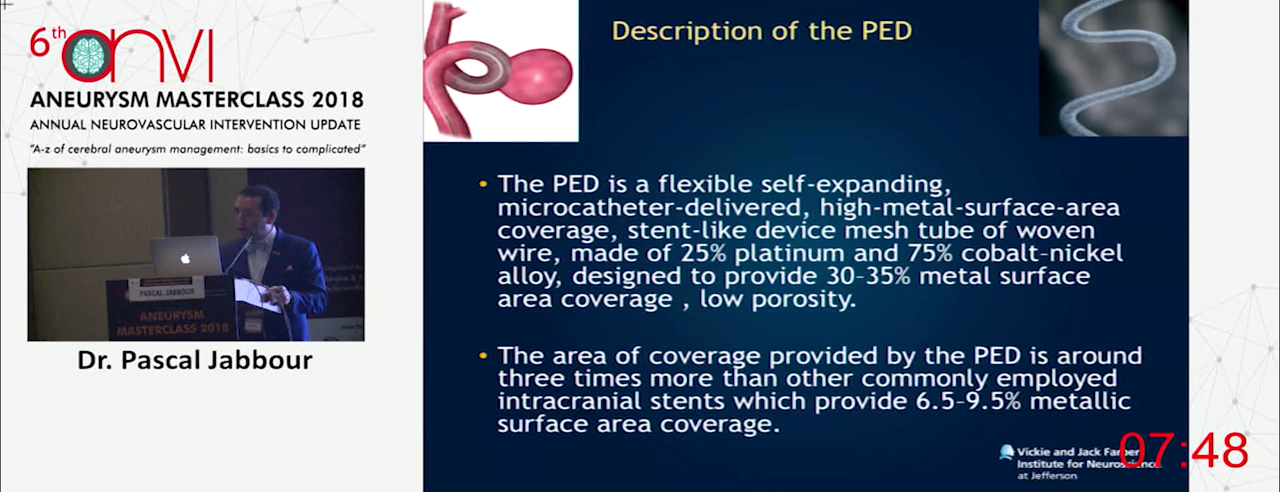 6th anvi
ANEURYSM MASTERCLASS 2018
ANNUAL NEUROVASCULAR INTERVENTION UPDATE
"A-z of cerebral aneurysm management: basics to complicated"
PASCAL JABBOUR
ANEURYSM
MASTERCLASS 2018
Dr. Pascal Jabbour
Description of the PED
• The PED is a flexible self-expanding,
microcatheter-delivered, high-metal-surface-area
coverage, stent-like device mesh tube of woven
wire, made of 25% platinum and 75% cobalt-nickel
alloy, designed to provide 30-35% metal surface
area coverage , low porosity.
• The area of coverage provided by the PED is around
three times more than other commonly employed
intracranial stents which provide 6.5-9.5% metallic
surface area coverage.
Vickie and Jack Farber
Institute for Neuroscience
at Jefferson
07:48